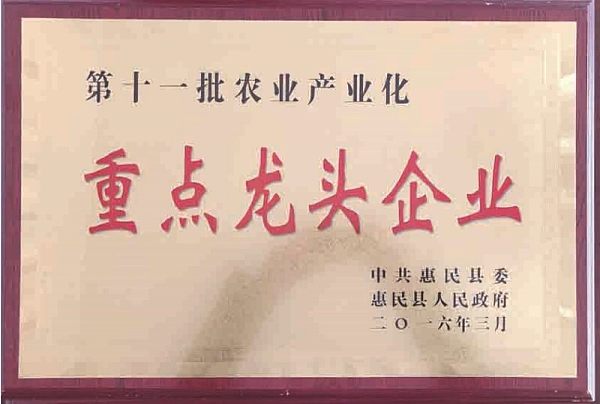 第十一批农业产业化
重点龙头企业
中共惠民县委
惠民县人民政府
二〇一六年三月